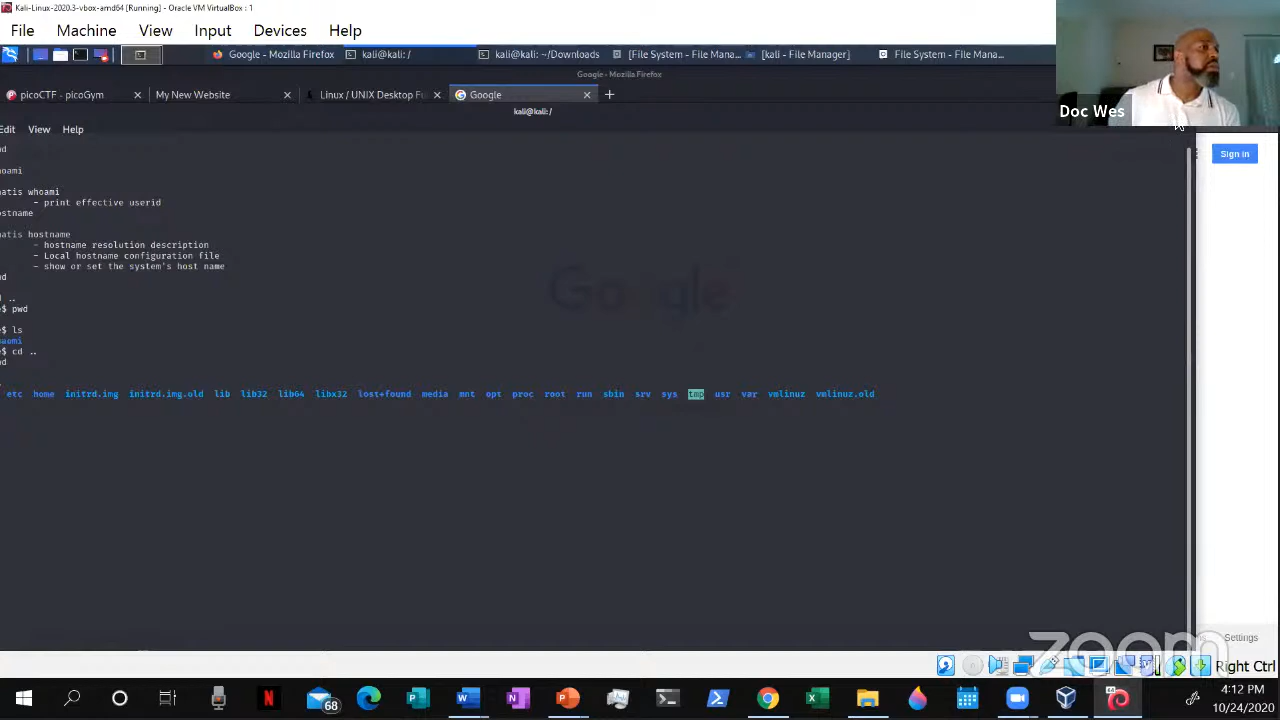 Kali-Linux-2020.3-vbox-amd64 [Running] - Oracle VM VirtualBox : 1
File Machine View Input Devices Help
Google - Mozilla Firefox kali@kali: / kali@kali: ~/Downloads [File System - File Mana... [kali - File Manager] File System - File Mana...
Google - Mozilla Firefox
picoCTF - picoGym My New Website Linux / UNIX Desktop Fu Google
Doc Wes
kali@kali: /
Edit View Help
Sign in
whoami
- print effective userid
hostname
- hostname resolution description
- Local hostname configuration file
- show or set the system's host name
..
$ pwd
$ ls
$ cd ..
etc home initrd.img initrd.img.old lib lib32 lib64 libx32 lost+found media mnt opt proc root run sbin srv sys tmp usr var vmlinuz vmlinuz.old
Google
Settings
zoom
Right Ctrl
68
4:12 PM
10/24/2020